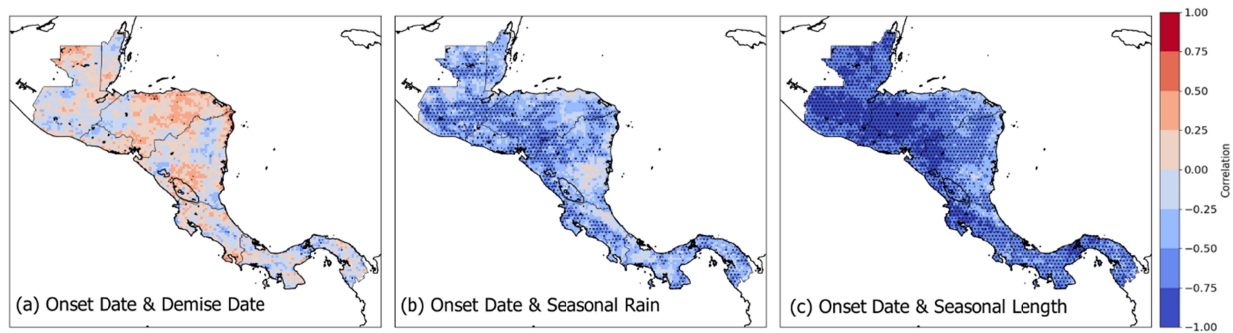 (a) Onset Date & Demise Date
(b) Onset Date & Seasonal Rain
(c) Onset Date & Seasonal Length
1.00
0.75
0.50
0.25
0.00
−0.25
−0.50
−0.75
−1.00
Correlation